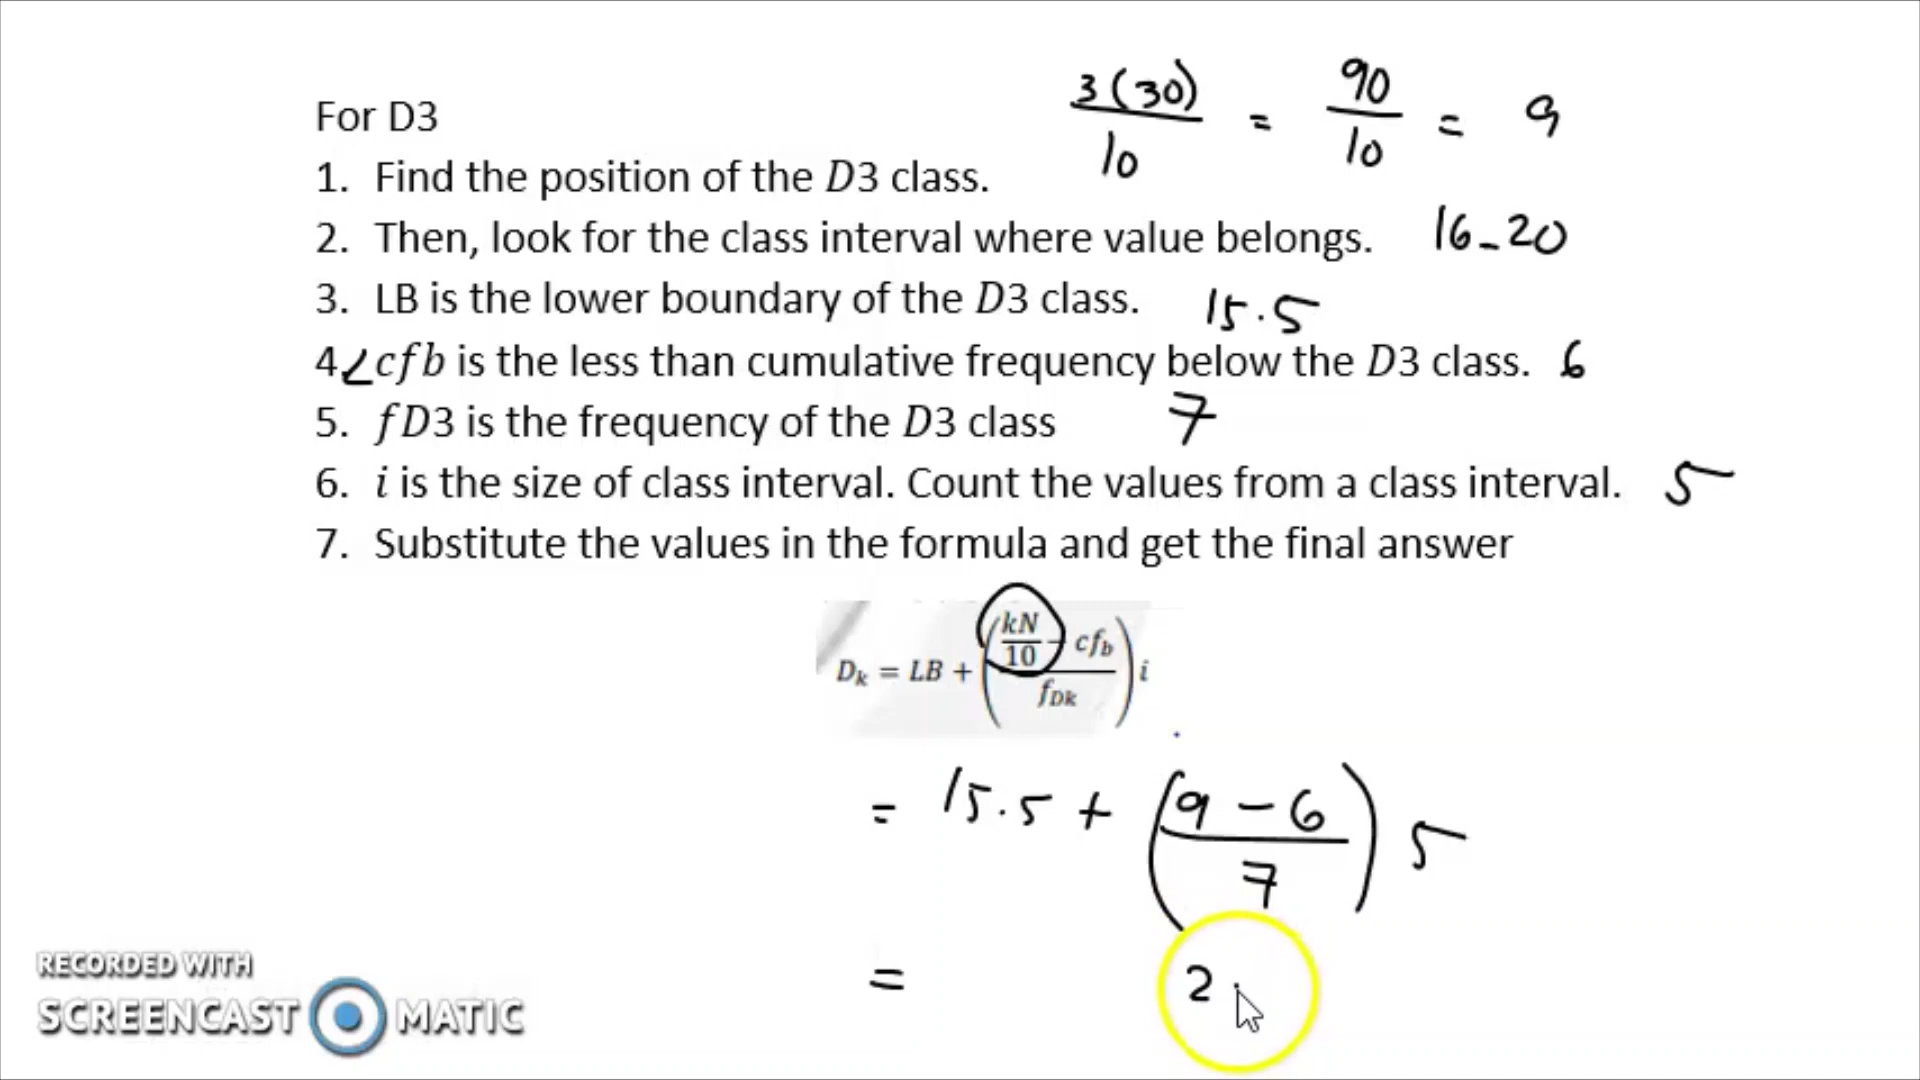 For D3
3(30)/10 = 90/10 = 9
1. Find the position of the D3 class.
2. Then, look for the class interval where value belongs. 16-20
3. LB is the lower boundary of the D3 class. 15.5
4. <cfb is the less than cumulative frequency below the D3 class. 6
5. fD3 is the frequency of the D3 class 7
6. i is the size of class interval. Count the values from a class interval. 5
7. Substitute the values in the formula and get the final answer
D_k = LB + ((kN/10 - cf_b)/f_Dk) i
= 15.5 + ((9 - 6)/7) 5
= 2.
RECORDED WITH
SCREENCAST MATIC